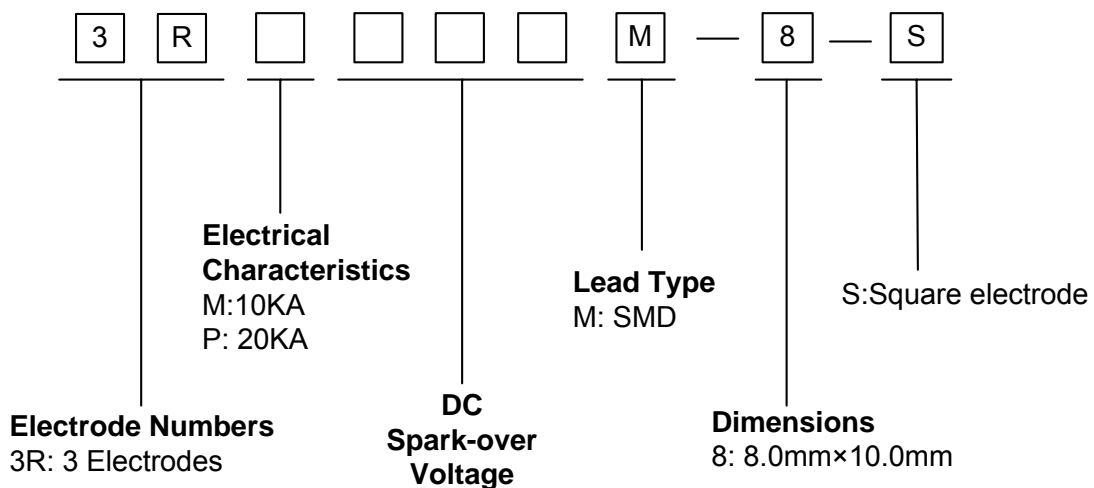 3 R M — 8 — S
Electrical
Characteristics
M:10KA
P: 20KA
Lead Type
M: SMD
S:Square electrode
Electrode Numbers
3R: 3 Electrodes
DC
Spark-over
Voltage
Dimensions
8: 8.0mm×10.0mm